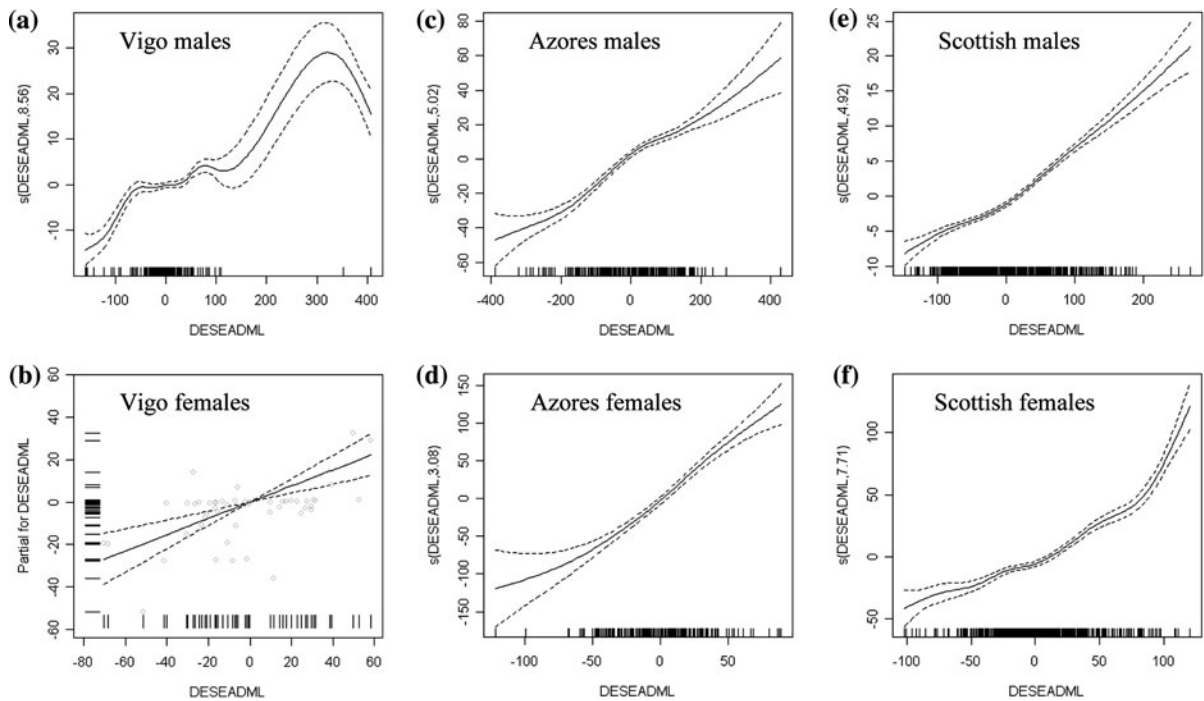 (a)
Vigo males
s(DESEADML,8.56)
30
20
10
0
-10
-100 0 100 200 300 400
DESEADML
(c)
Azores males
s(DESEADML,5.02)
80
60
40
20
0
-20
-40
-60
-400 -200 0 200 400
DESEADML
(e)
Scottish males
s(DESEADML,4.92)
25
20
15
10
5
0
-5
-10
-100 0 100 200
DESEADML
(b)
Vigo females
Partial for DESEADML
60
40
20
0
-20
-40
-60
-80 -60 -40 -20 0 20 40 60
DESEADML
(d)
Azores females
s(DESEADML,3.08)
150
100
50
0
-50
-100
-150
-100 -50 0 50
DESEADML
(f)
Scottish females
s(DESEADML,7.71)
100
50
0
-50
-100 -50 0 50 100
DESEADML